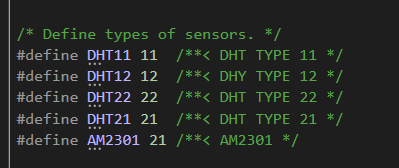 /* Define types of sensors. */
#define DHT11 11 /**< DHT TYPE 11 */
#define DHT12 12 /**< DHY TYPE 12 */
#define DHT22 22 /**< DHT TYPE 22 */
#define DHT21 21 /**< DHT TYPE 21 */
#define AM2301 21 /**< AM2301 */